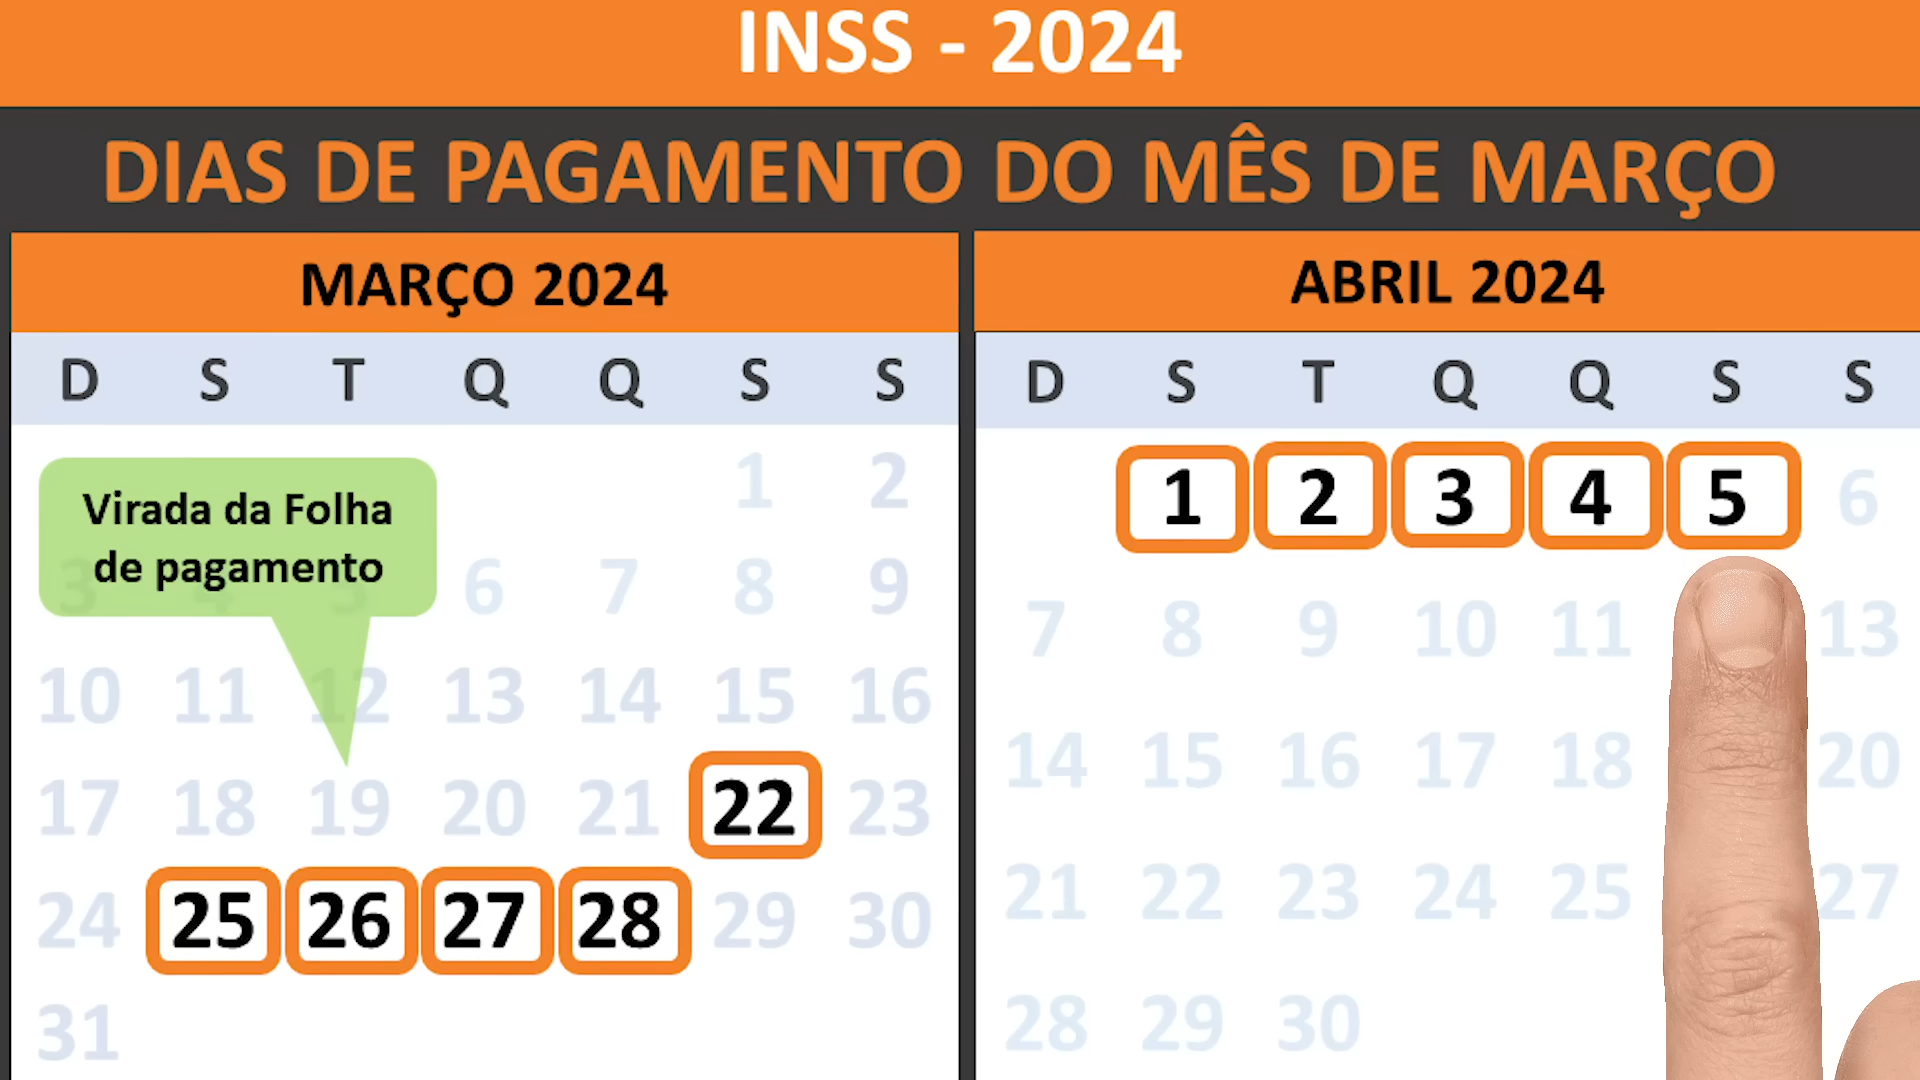 INSS - 2024
DIAS DE PAGAMENTO DO MÊS DE MARÇO
MARÇO 2024
D S T Q Q S S
1 2
Virada da Folha
de pagamento
3 4 5 6 7 8 9
10 11 12 13 14 15 16
17 18 19 20 21 22 23
24 25 26 27 28 29 30
31
ABRIL 2024
D S T Q Q S S
1 2 3 4 5 6
7 8 9 10 11 13
14 15 16 17 18 20
21 22 23 24 25 27
28 29 30